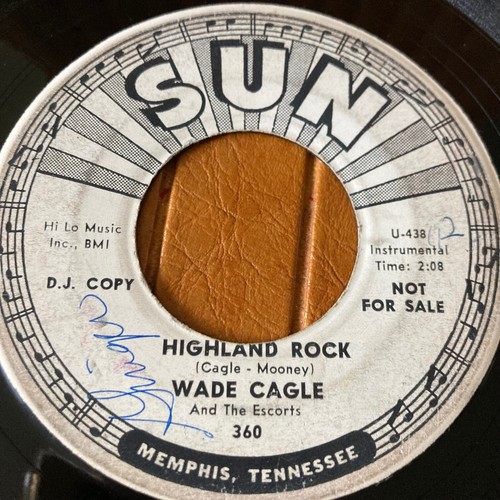 SUN
Hi Lo Music
Inc., BMI
U-438
Instrumental
Time: 2:08
D.J. COPY
NOT
FOR SALE
HIGHLAND ROCK
(Cagle - Mooney)
WADE CAGLE
And The Escorts
360
MEMPHIS, TENNESSEE